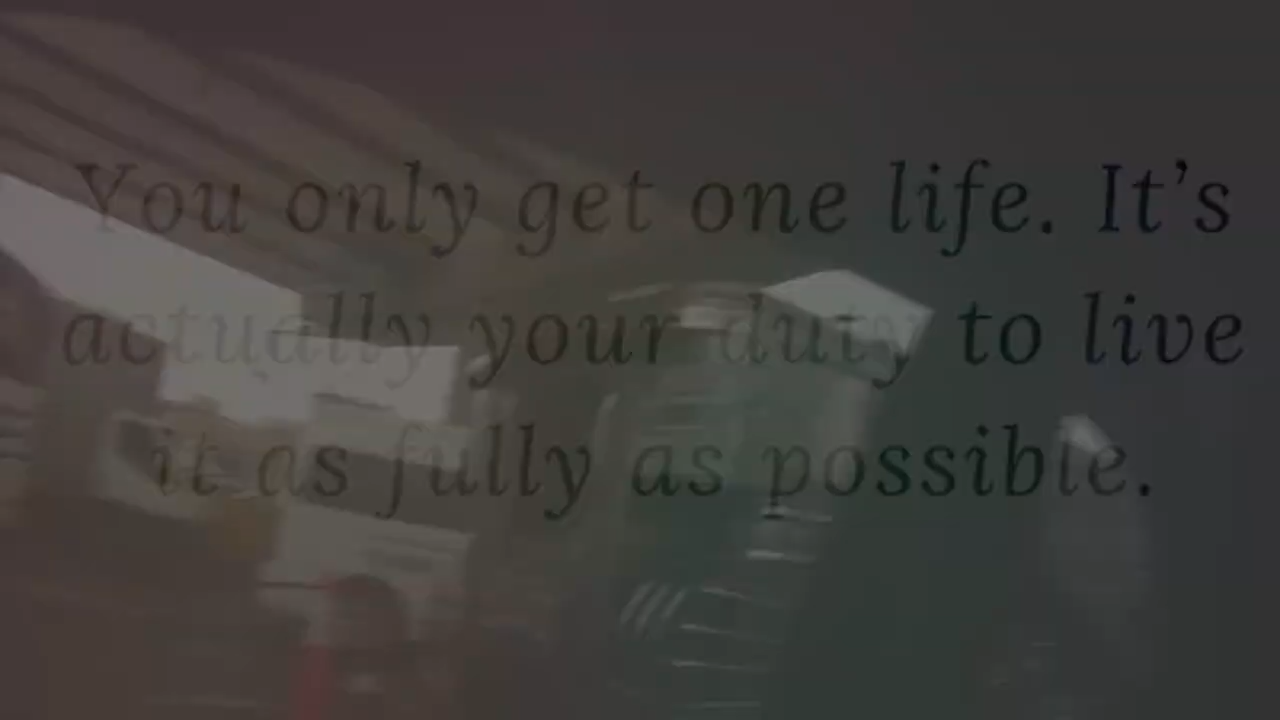 You only get one life. It’s
actually your duty to live
it as fully as possible.